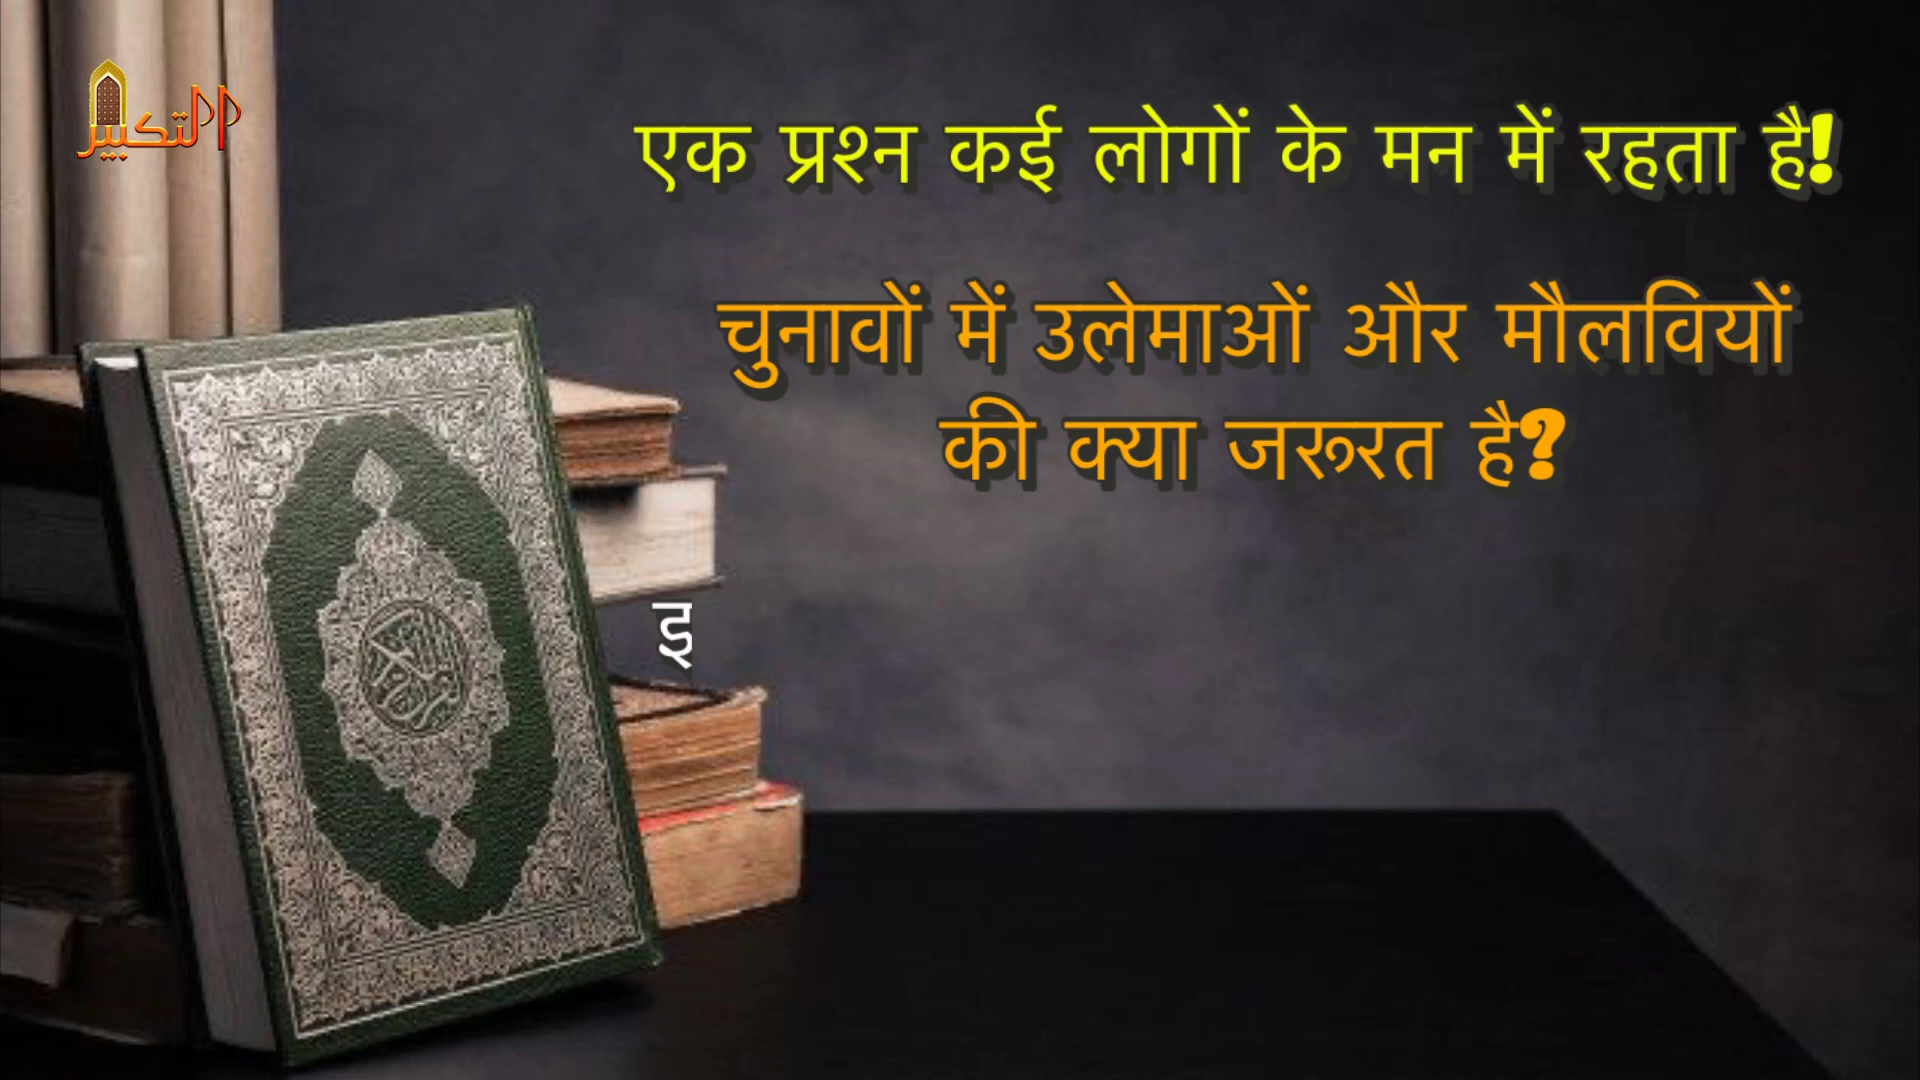 التكبير
एक प्रश्न कई लोगों के मन में रहता है!
चुनावों में उलेमाओं और मौलवियों
की क्या जरूरत है?
इ